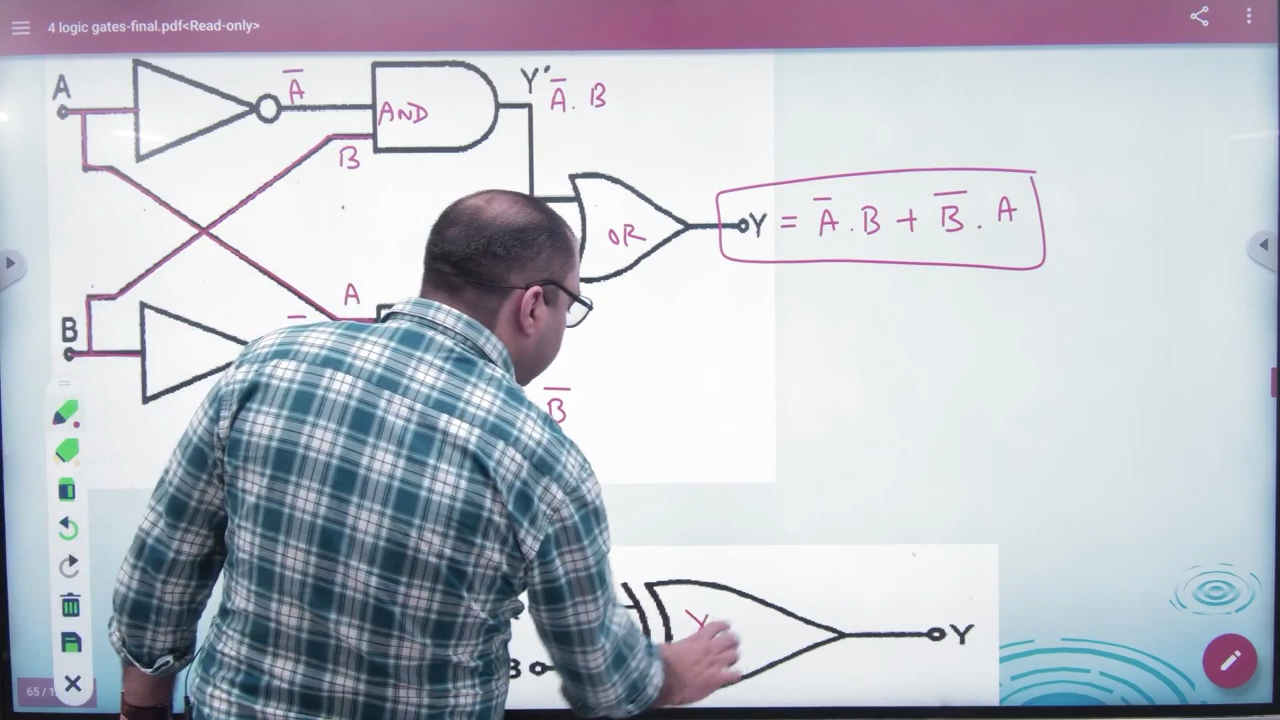 4 logic gates-final.pdf<Read-only>
A
A̅
AND
Y'
A̅ . B
B
OR
Y = A̅ . B + B̅ . A
A
B
B̅
Y
B
65 / 1